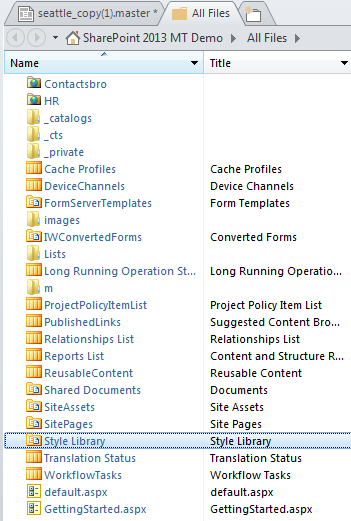 seattle_copy(1).master * All Files
SharePoint 2013 MT Demo All Files
Name Title
Contactsbro
HR
_catalogs
_cts
_private
Cache Profiles Cache Profiles
DeviceChannels Device Channels
FormServerTemplates Form Templates
images
IWConvertedForms Converted Forms
Lists
Long Running Operation St... Long Running Operatio...
m
ProjectPolicyItemList Project Policy Item List
PublishedLinks Suggested Content Bro...
Relationships List Relationships List
Reports List Content and Structure R...
ReusableContent Reusable Content
Shared Documents Documents
SiteAssets Site Assets
SitePages Site Pages
Style Library Style Library
Translation Status Translation Status
WorkflowTasks Workflow Tasks
default.aspx default.aspx
GettingStarted.aspx GettingStarted.aspx